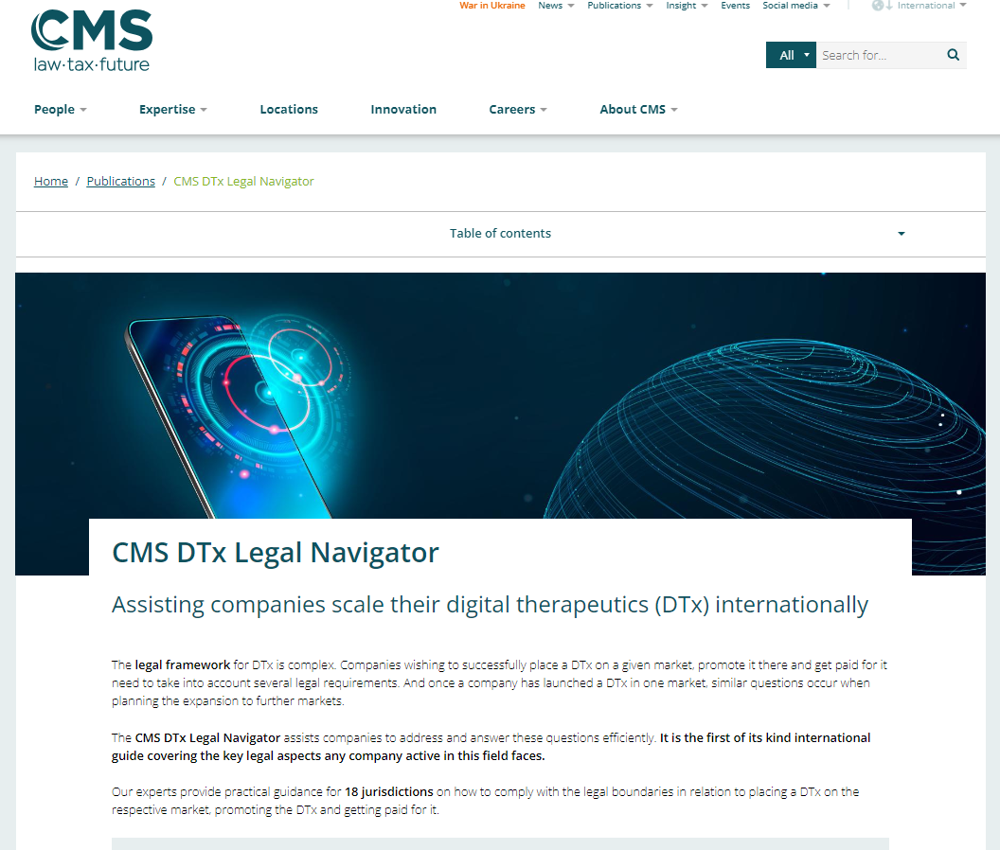 War in Ukraine News Publications Insight Events Social media International
CMS
law·tax·future
All Search for...
People Expertise Locations Innovation Careers About CMS
Home / Publications / CMS DTx Legal Navigator
Table of contents
CMS DTx Legal Navigator
Assisting companies scale their digital therapeutics (DTx) internationally
The legal framework for DTx is complex. Companies wishing to successfully place a DTx on a given market, promote it there and get paid for it
need to take into account several legal requirements. And once a company has launched a DTx in one market, similar questions occur when
planning the expansion to further markets.
The CMS DTx Legal Navigator assists companies to address and answer these questions efficiently. It is the first of its kind international
guide covering the key legal aspects any company active in this field faces.
Our experts provide practical guidance for 18 jurisdictions on how to comply with the legal boundaries in relation to placing a DTx on the
respective market, promoting the DTx and getting paid for it.